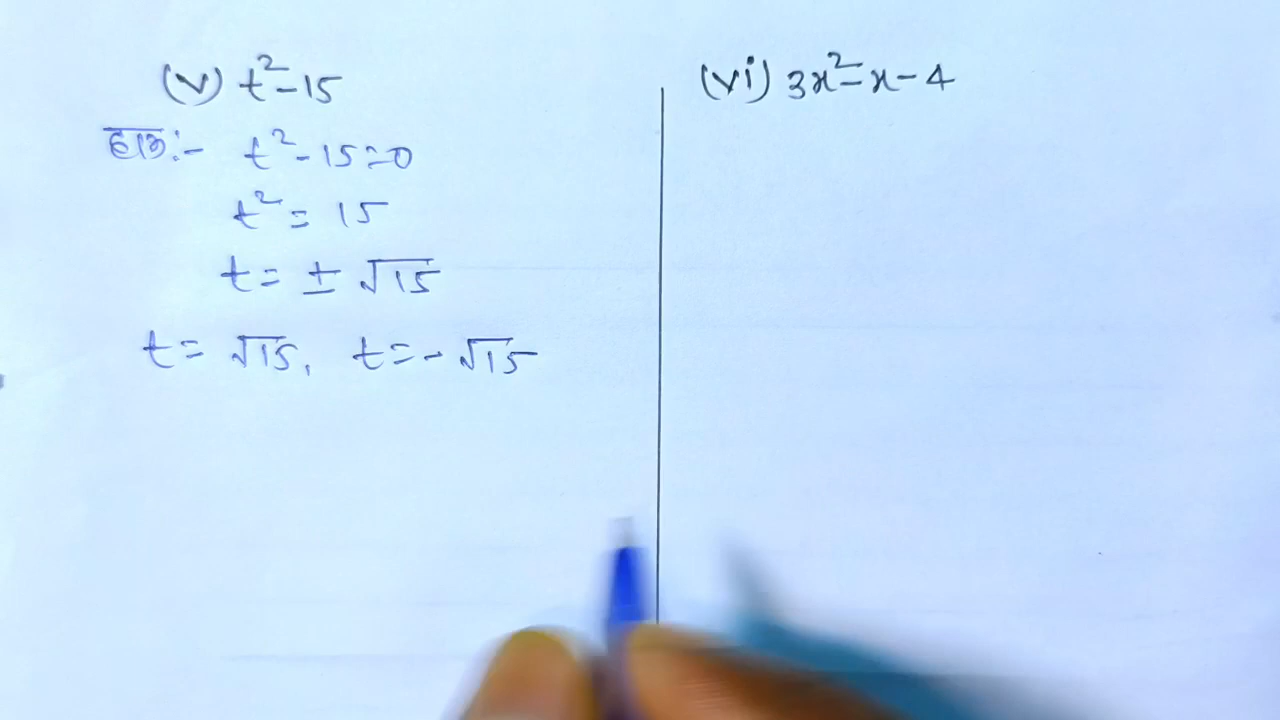 (v) t²-15
हल:- t²-15=0
t² = 15
t= ± √15
t= √15, t=-√15
(vi) 3x²-x-4